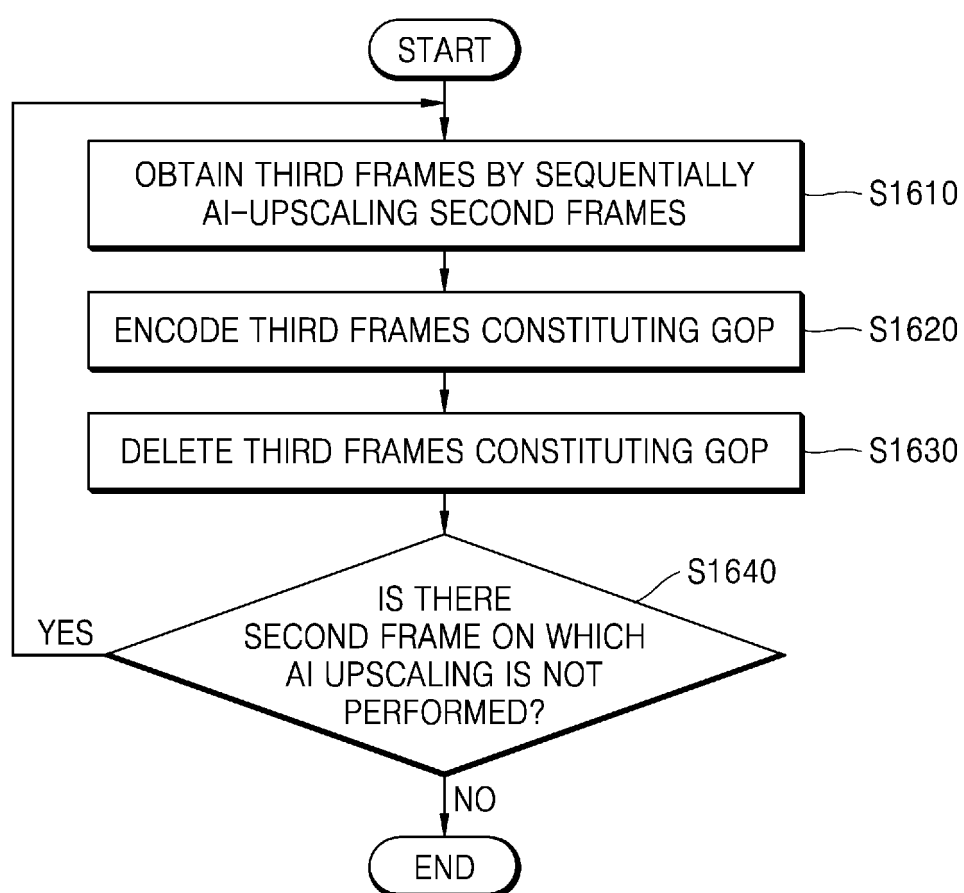 START
OBTAIN THIRD FRAMES BY SEQUENTIALLY
AI-UPSCALING SECOND FRAMES
S1610
ENCODE THIRD FRAMES CONSTITUTING GOP
S1620
DELETE THIRD FRAMES CONSTITUTING GOP
S1630
S1640
IS THERE
SECOND FRAME ON WHICH
AI UPSCALING IS NOT
PERFORMED?
YES
NO
END